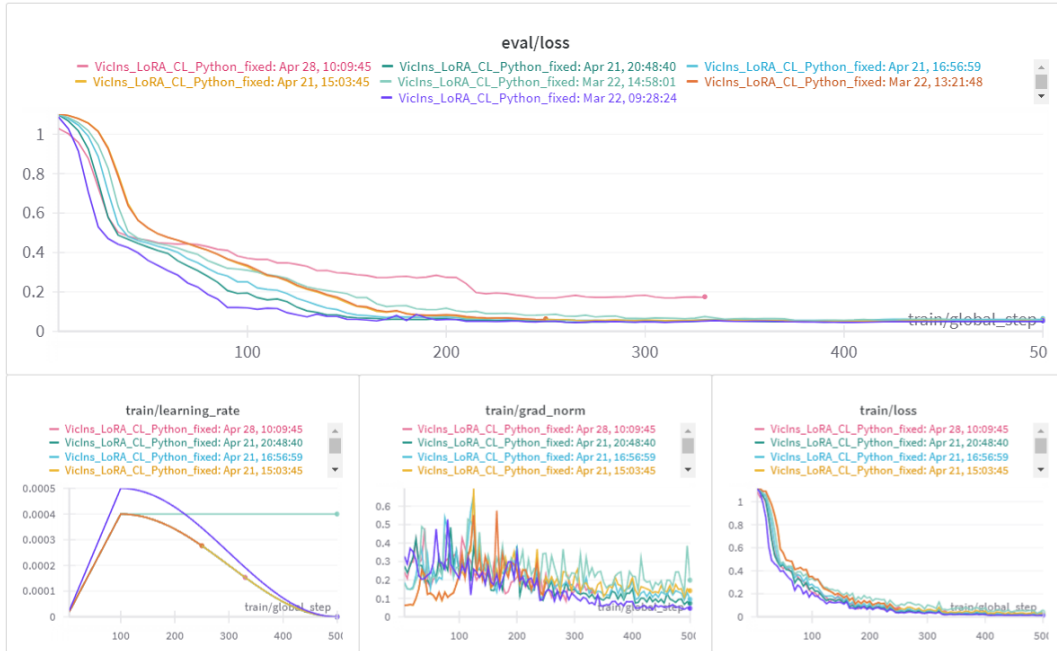 eval/loss
VicIns_LoRA_CL_Python_fixed: Apr 28, 10:09:45 VicIns_LoRA_CL_Python_fixed: Apr 21, 20:48:40 VicIns_LoRA_CL_Python_fixed: Apr 21, 16:56:59
VicIns_LoRA_CL_Python_fixed: Apr 21, 15:03:45 VicIns_LoRA_CL_Python_fixed: Mar 22, 14:58:01 VicIns_LoRA_CL_Python_fixed: Mar 22, 13:21:48
VicIns_LoRA_CL_Python_fixed: Mar 22, 09:28:24
1
0.8
0.6
0.4
0.2
train/global_step
0
100 200 300 400 50
train/learning_rate
VicIns_LoRA_CL_Python_fixed: Apr 28, 10:09:45
VicIns_LoRA_CL_Python_fixed: Apr 21, 20:48:40
VicIns_LoRA_CL_Python_fixed: Apr 21, 16:56:59
VicIns_LoRA_CL_Python_fixed: Apr 21, 15:03:45
0.0005
0.0004
0.0003
0.0002
0.0001
train/global_step
0
100 200 300 400 500
train/grad_norm
VicIns_LoRA_CL_Python_fixed: Apr 28, 10:09:45
VicIns_LoRA_CL_Python_fixed: Apr 21, 20:48:40
VicIns_LoRA_CL_Python_fixed: Apr 21, 16:56:59
VicIns_LoRA_CL_Python_fixed: Apr 21, 15:03:45
0.6
0.5
0.4
0.3
0.2
0.1
train/global_step
0
100 200 300 400 500
train/loss
VicIns_LoRA_CL_Python_fixed: Apr 28, 10:09:45
VicIns_LoRA_CL_Python_fixed: Apr 21, 20:48:40
VicIns_LoRA_CL_Python_fixed: Apr 21, 16:56:59
VicIns_LoRA_CL_Python_fixed: Apr 21, 15:03:45
1
0.8
0.6
0.4
0.2
train/global_step
0
100 200 300 400 500